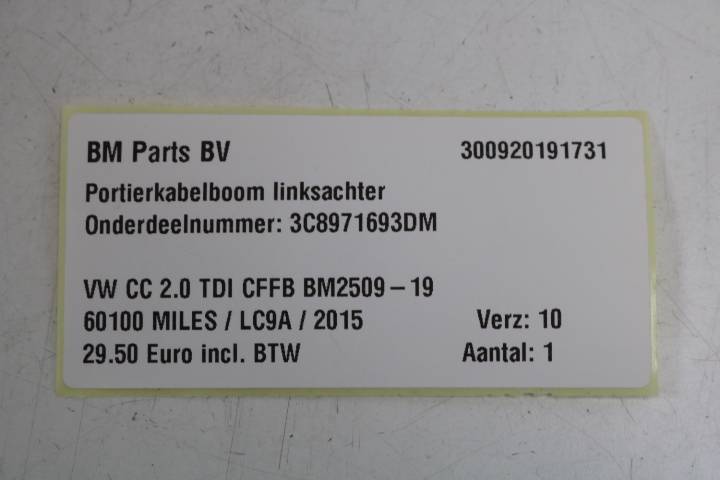 BM Parts BV 300920191731
Portierkabelboom linksachter
Onderdeelnummer: 3C8971693DM
VW CC 2.0 TDI CFFB BM2509-19
60100 MILES / LC9A / 2015 Verz: 10
29.50 Euro incl. BTW Aantal: 1